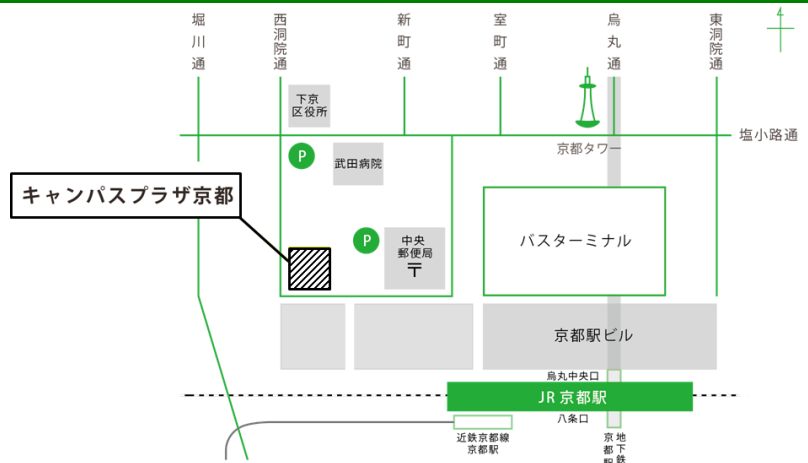 堀川通
西洞院通
新町通
室町通
烏丸通
東洞院通
4
下京
区役所
塩小路通
京都タワー
P
武田病院
キャンパスプラザ京都
P
中央
郵便局
〒
バスターミナル
京都駅ビル
烏丸中央口
JR 京都駅
八条口
近鉄京都線
京都駅
地下鉄
京都駅